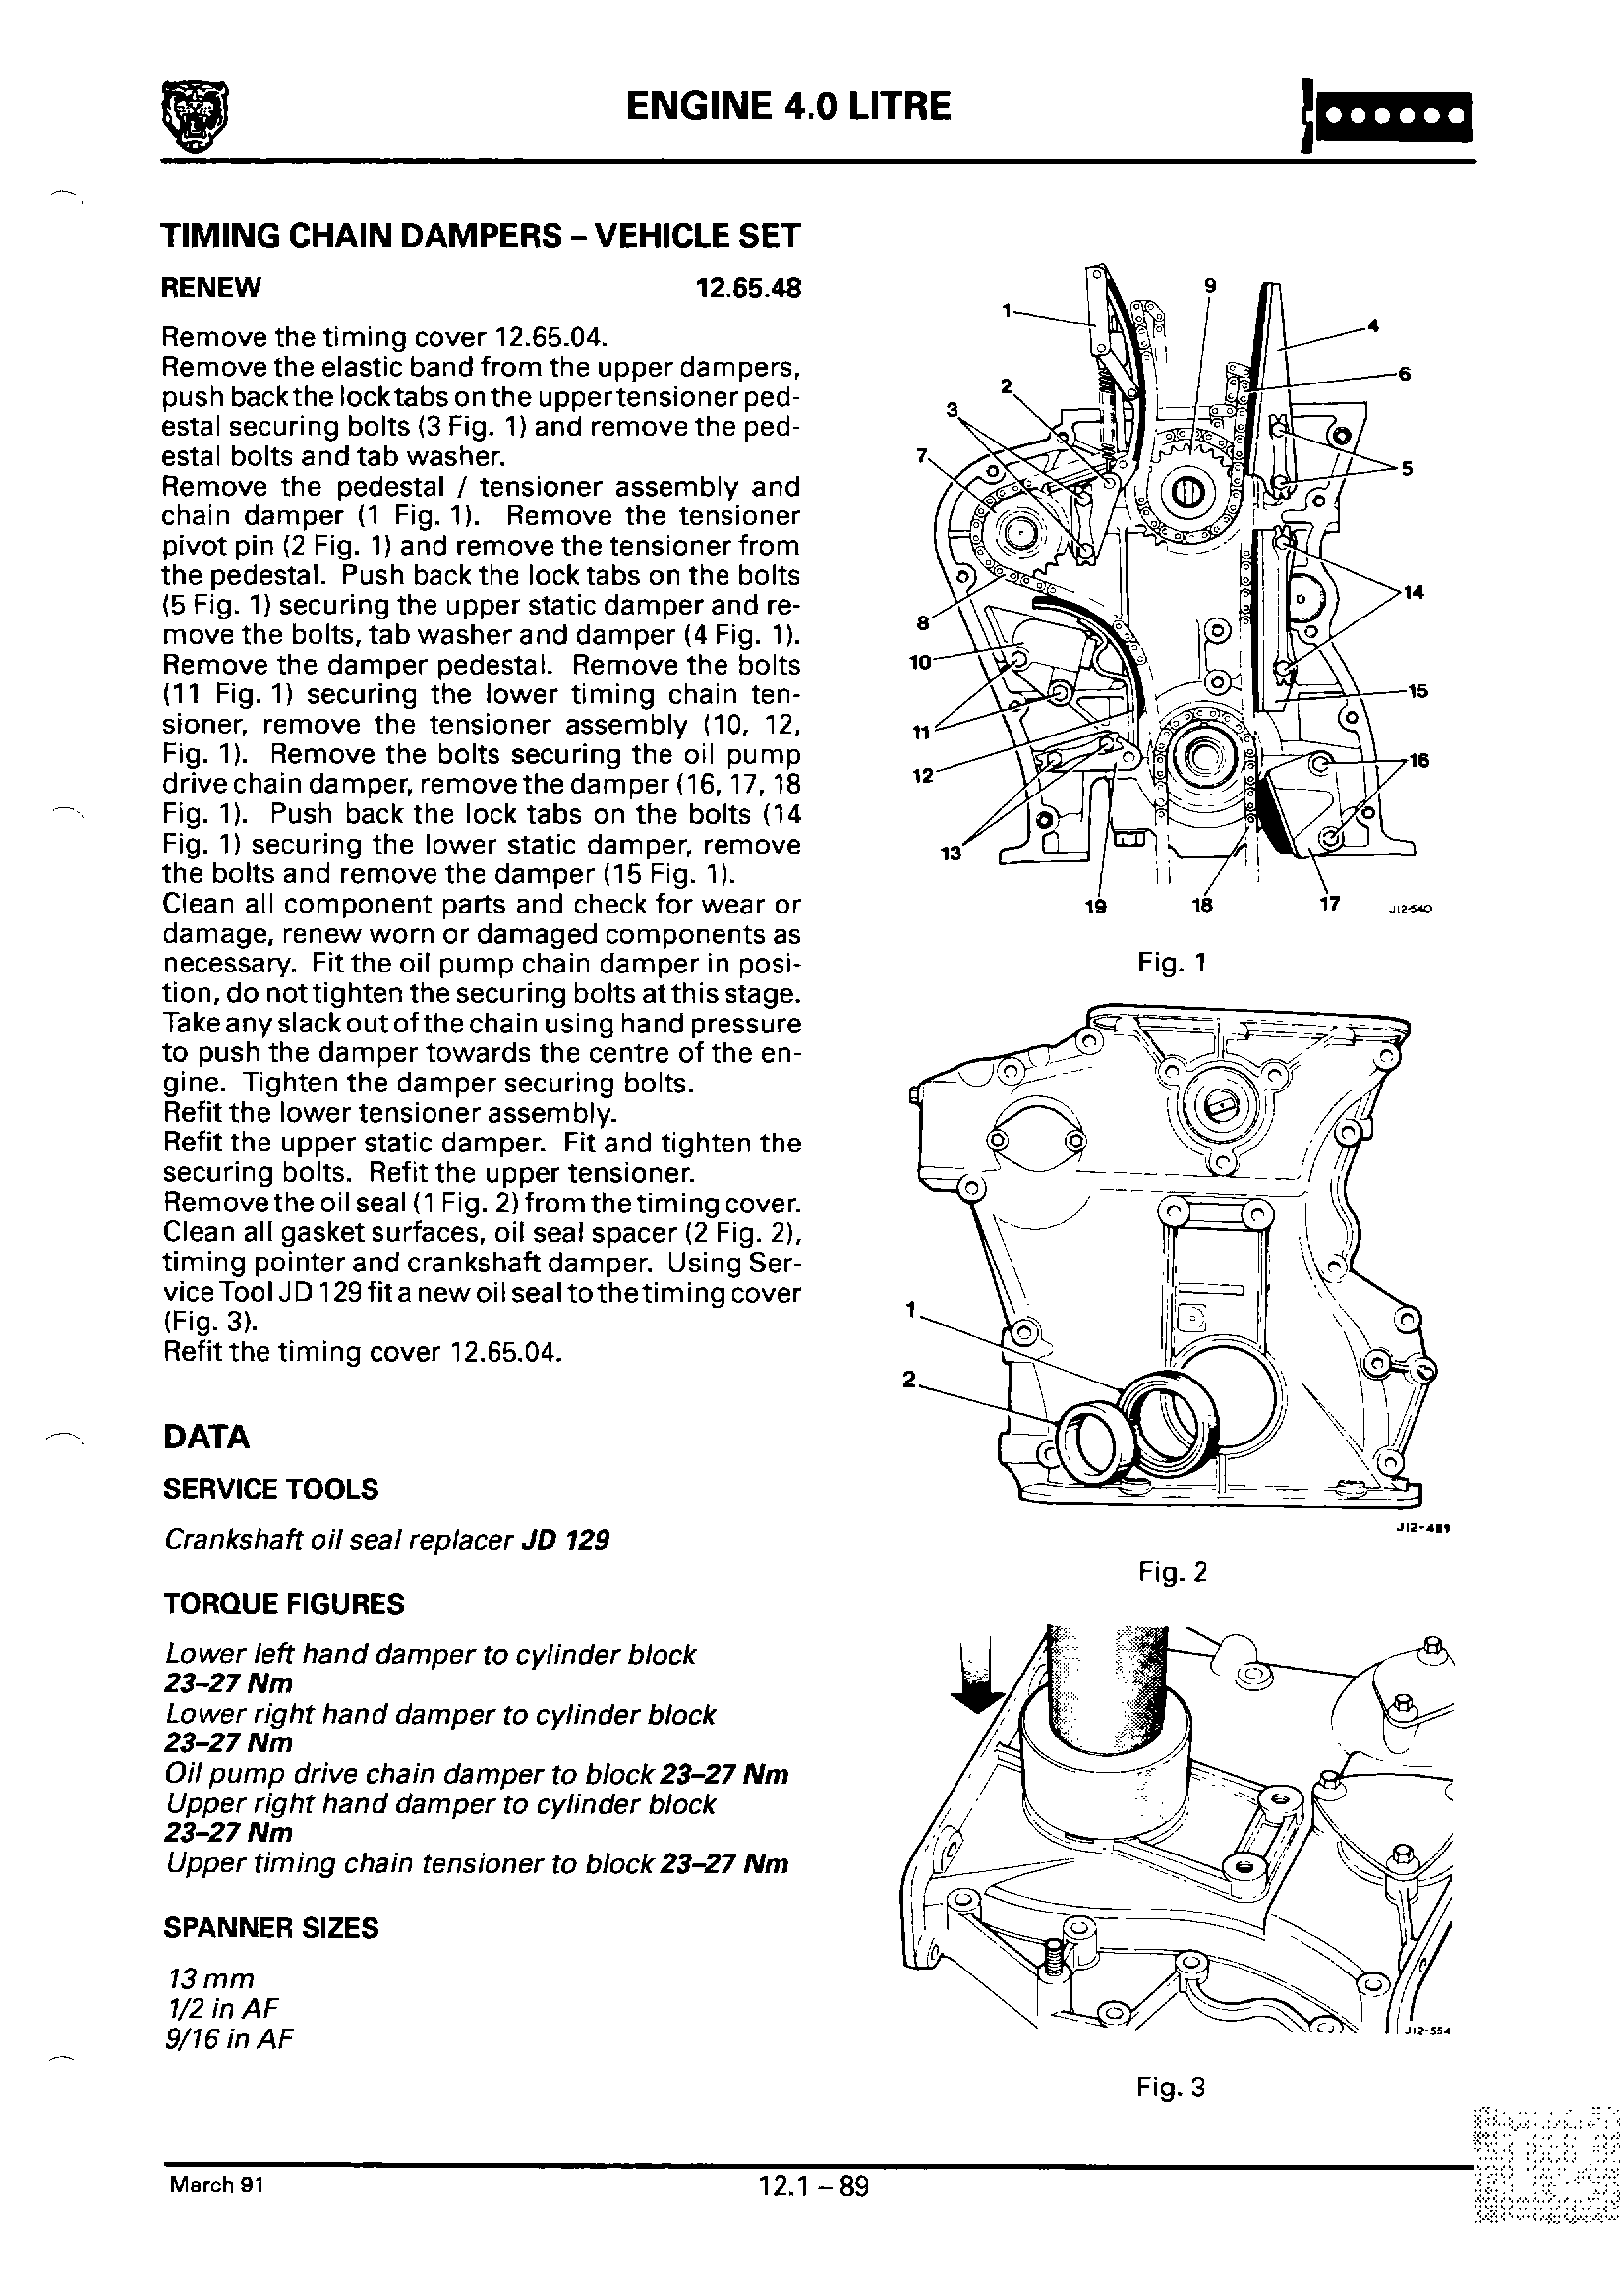 ENGINE 4.0 LITRE
TIMING CHAIN DAMPERS – VEHICLE SET
RENEW 12.65.48
Remove the timing cover 12.65.04.
Remove the elastic band from the upper dampers,
push back the lock tabs on the upper tensioner ped-
estal securing bolts (3 Fig. 1) and remove the ped-
estal bolts and tab washer.
Remove the pedestal / tensioner assembly and
chain damper (1 Fig. 1). Remove the tensioner
pivot pin (2 Fig. 1) and remove the tensioner from
the pedestal. Push back the lock tabs on the bolts
(5 Fig. 1) securing the upper static damper and re-
move the bolts, tab washer and damper (4 Fig. 1).
Remove the damper pedestal. Remove the bolts
(11 Fig. 1) securing the lower timing chain ten-
sioner, remove the tensioner assembly (10, 12,
Fig. 1). Remove the bolts securing the oil pump
drive chain damper, remove the damper (16, 17, 18
Fig. 1). Push back the lock tabs on the bolts (14
Fig. 1) securing the lower static damper, remove
the bolts and remove the damper (15 Fig. 1).
Clean all component parts and check for wear or
damage, renew worn or damaged components as
necessary. Fit the oil pump chain damper in posi-
tion, do not tighten the securing bolts at this stage.
Take any slack out of the chain using hand pressure
to push the damper towards the centre of the en-
gine. Tighten the damper securing bolts.
Refit the lower tensioner assembly.
Refit the upper static damper. Fit and tighten the
securing bolts. Refit the upper tensioner.
Remove the oil seal (1 Fig. 2) from the timing cover.
Clean all gasket surfaces, oil seal spacer (2 Fig. 2),
timing pointer and crankshaft damper. Using Ser-
vice Tool JD 129 fit a new oil seal to the timing cover
(Fig. 3).
Refit the timing cover 12.65.04.
DATA
SERVICE TOOLS
Crankshaft oil seal replacer JD 129
TORQUE FIGURES
Lower left hand damper to cylinder block
23–27 Nm
Lower right hand damper to cylinder block
23–27 Nm
Oil pump drive chain damper to block 23–27 Nm
Upper right hand damper to cylinder block
23–27 Nm
Upper timing chain tensioner to block 23–27 Nm
SPANNER SIZES
13 mm
1/2 in AF
9/16 in AF
1
9
4
2
6
3
7
5
14
8
10
15
11
12
16
13
19
18
17
J12-540
Fig. 1
1
2
J12-489
Fig. 2
J12-554
Fig. 3
March 91
12.1 – 89